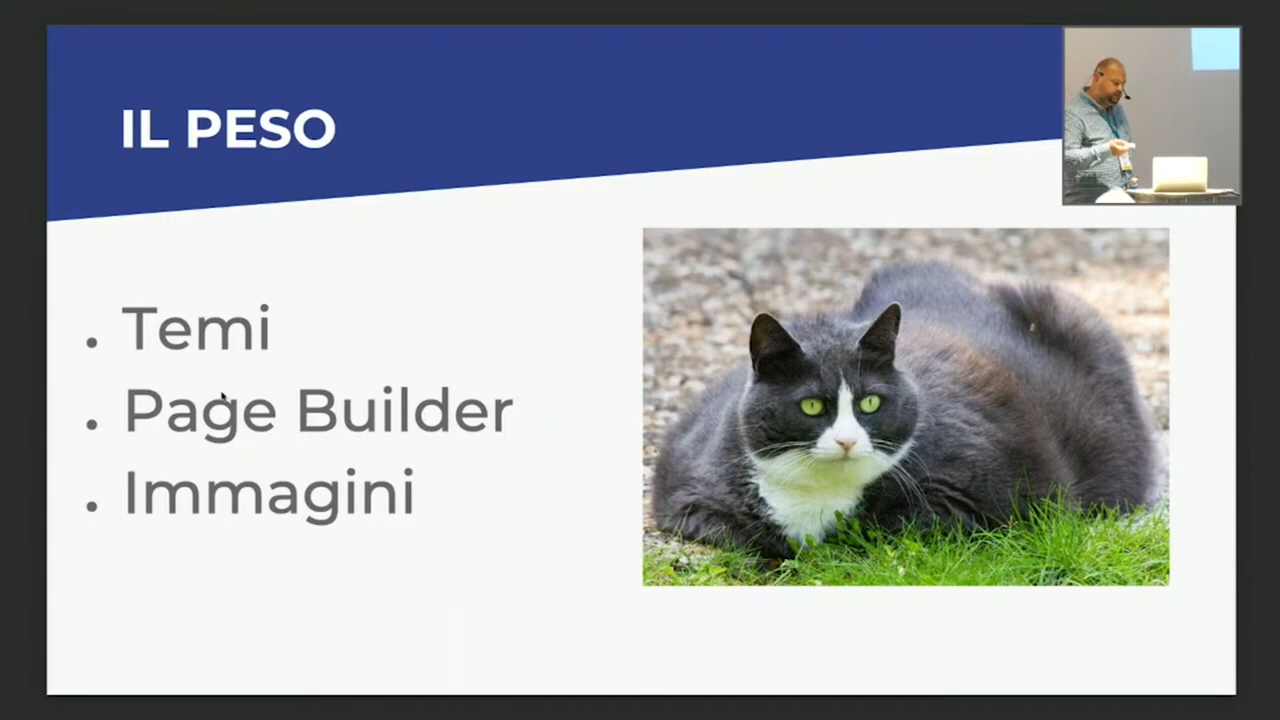 IL PESO
. Temi
. Page Builder
. Immagini